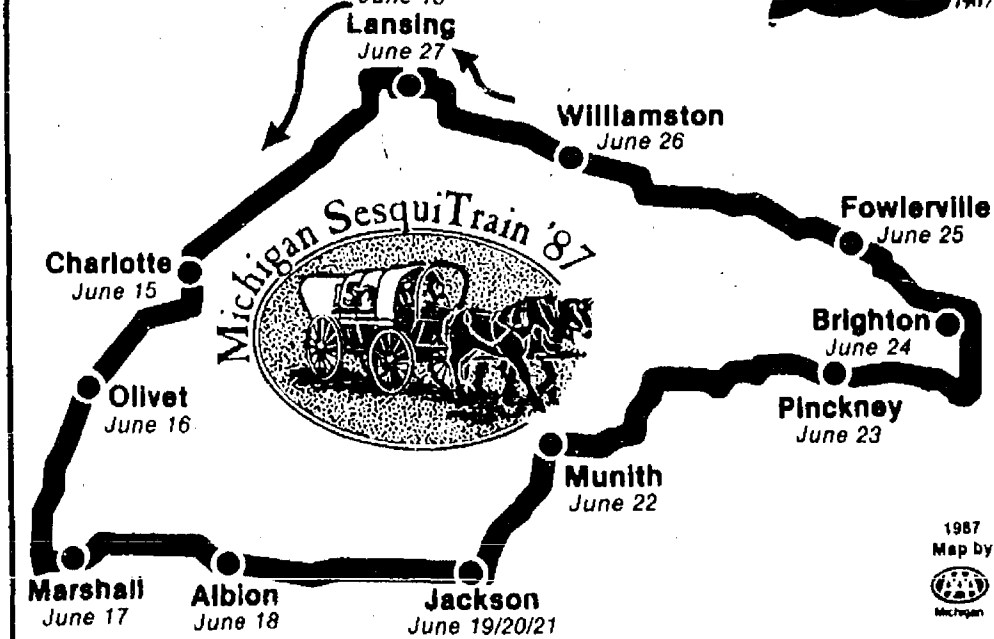 Lansing
June 27
1987
Williamston
June 26
Fowlerville
June 25
Michigan SesquiTrain '87
Charlotte
June 15
Brighton
June 24
Olivet
June 16
Pinckney
June 23
Munith
June 22
1987
Map by
Michigan
Marshall
June 17
Albion
June 18
Jackson
June 19/20/21